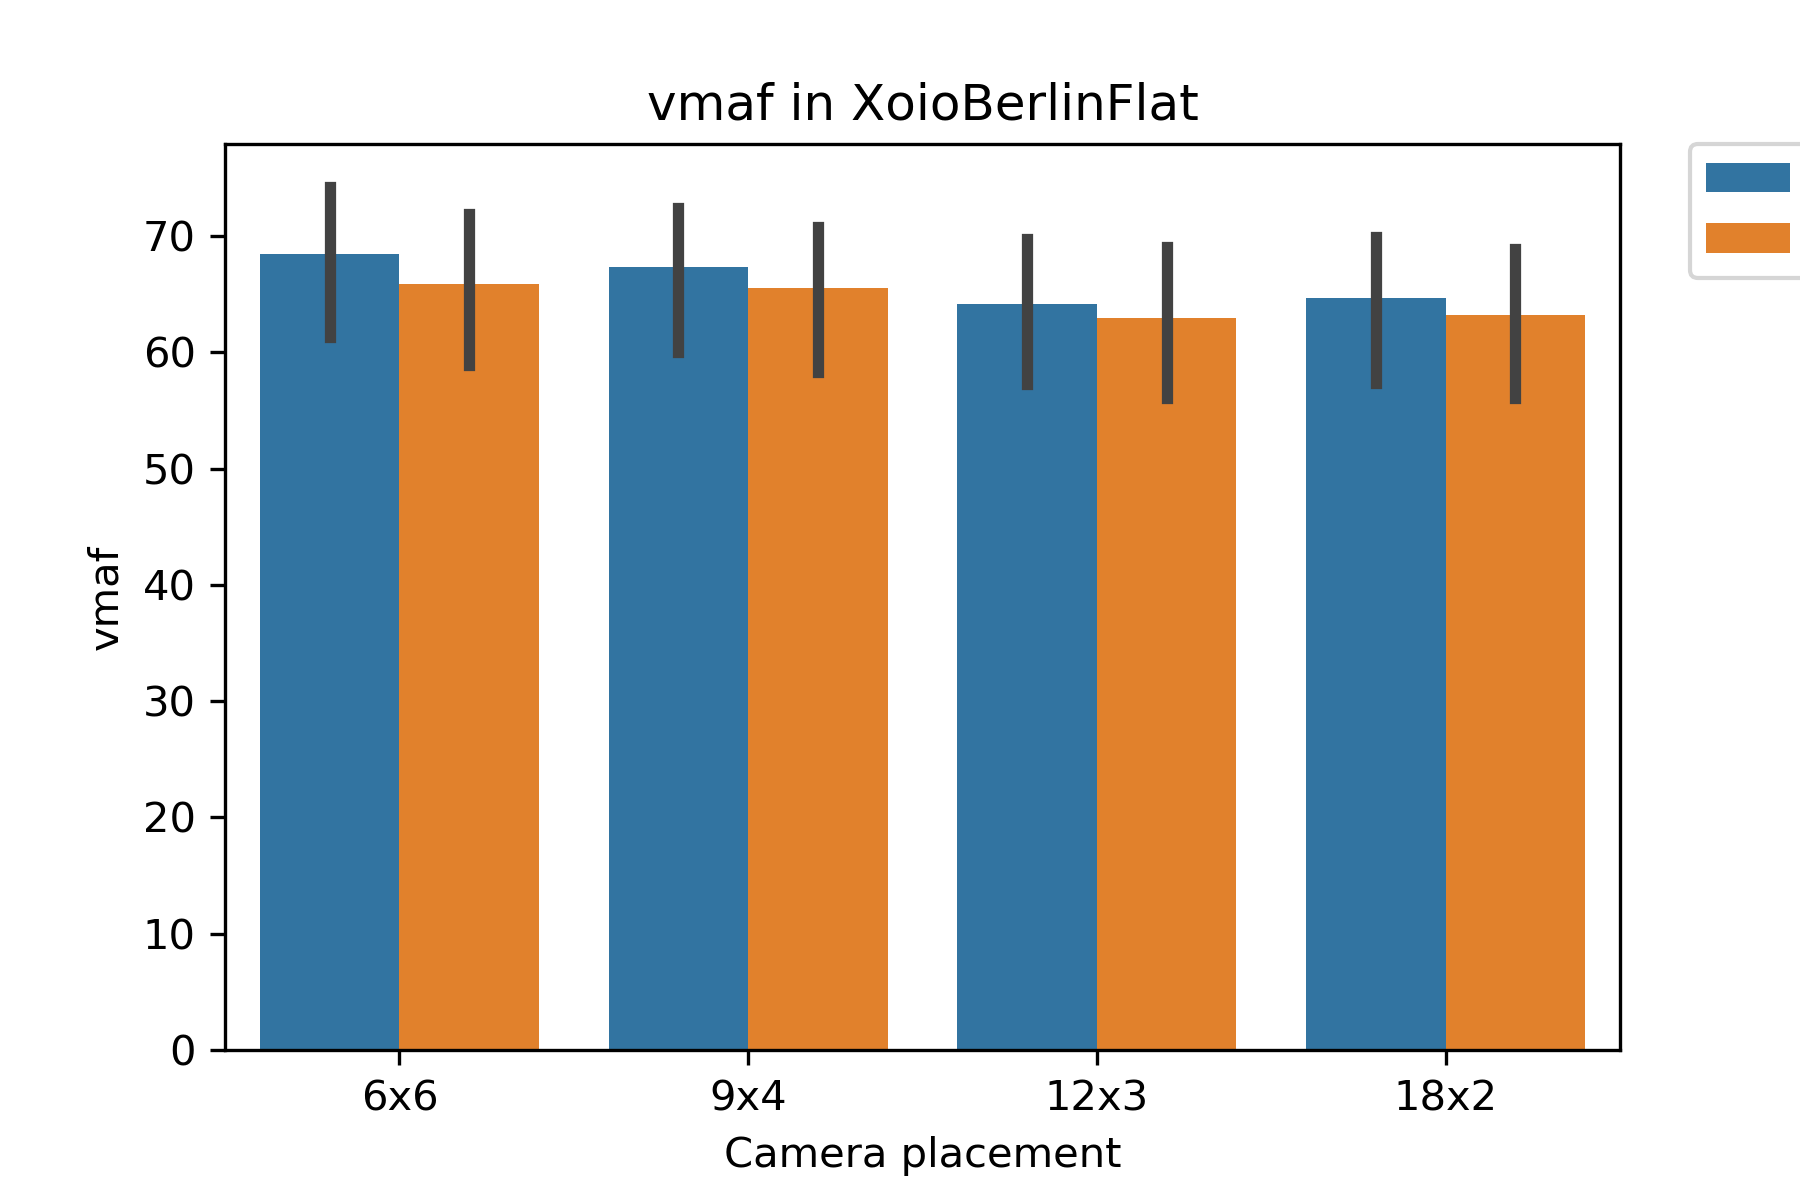 vmaf in XoioBerlinFlat
70
60
50
40
30
20
10
0
vmaf
6x6
9x4
12x3
18x2
Camera placement